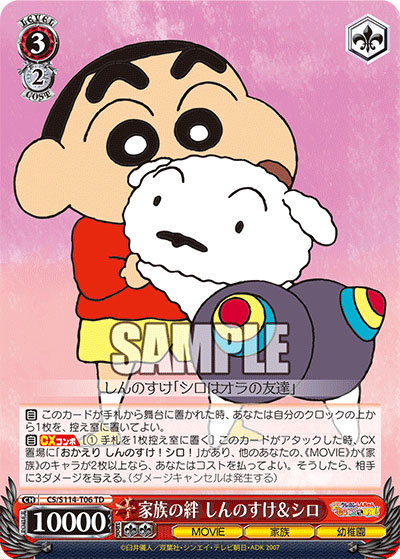 LEVEL
3
2
COST
SAMPLE
しんのすけ「シロはオラの友達」
自 このカードが手札から舞台に置かれた時、あなたは自分のクロックの上から1枚を、控え室に置いてよい。
自 CXコンボ [① 手札を1枚控え室に置く] このカードがアタックした時、CX置場に「おかえり しんのすけ!シロ!」があり、他のあなたの、《MOVIE》か《家族》のキャラが2枚以上なら、あなたはコストを払ってよい。そうしたら、相手に3ダメージを与える。(ダメージキャンセルは発生する)
CH
CS/S114-T06 TD
10000
家族の絆 しんのすけ&シロ
MOVIE
家族
幼稚園
©臼井儀人/双葉社・シンエイ・テレビ朝日・ADK 2007